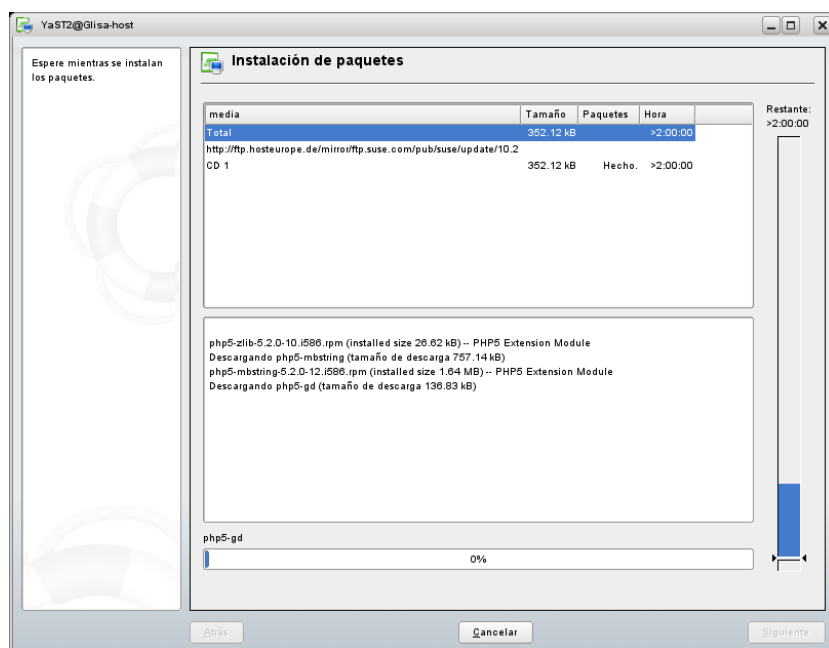 YaST2@Glisa-host
Espere mientras se instalan
los paquetes.
Instalación de paquetes
media Tamaño Paquetes Hora
Total 352.12 kB >2:00:00
http://ftp.hosteurope.de/mirror/ftp.suse.com/pub/suse/update/10.2
CD 1 352.12 kB Hecho. >2:00:00
Restante:
>2:00:00
php5-zlib-5.2.0-10.i586.rpm (installed size 26.62 kB) -- PHP5 Extension Module
Descargando php5-mbstring (tamaño de descarga 757.14 kB)
php5-mbstring-5.2.0-12.i586.rpm (installed size 1.64 MB) -- PHP5 Extension Module
Descargando php5-gd (tamaño de descarga 136.83 kB)
php5-gd
0%
Atrás Cancelar Siguiente